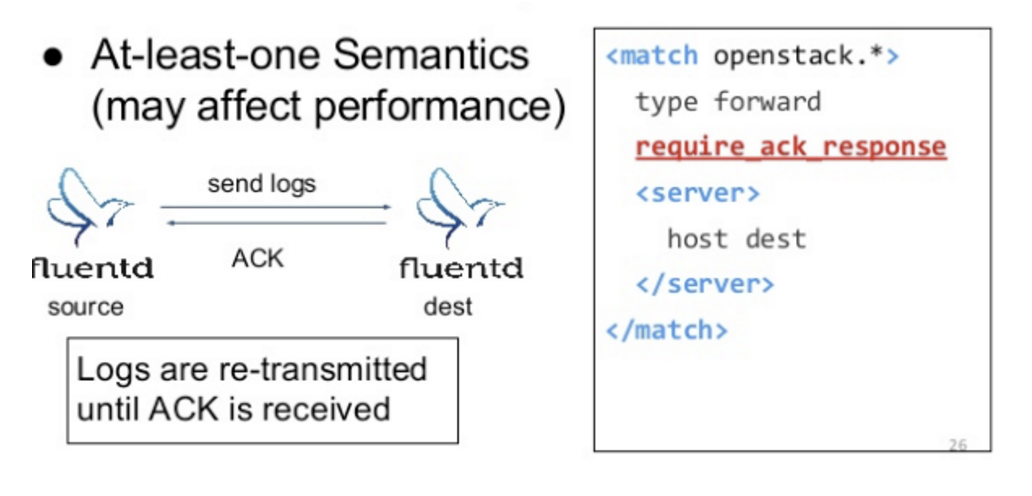 ● At-least-one Semantics
(may affect performance)
send logs
ACK
fluentd
source
fluentd
dest
Logs are re-transmitted
until ACK is received
<match openstack.*>
type forward
require_ack_response
<server>
host dest
</server>
</match>
26